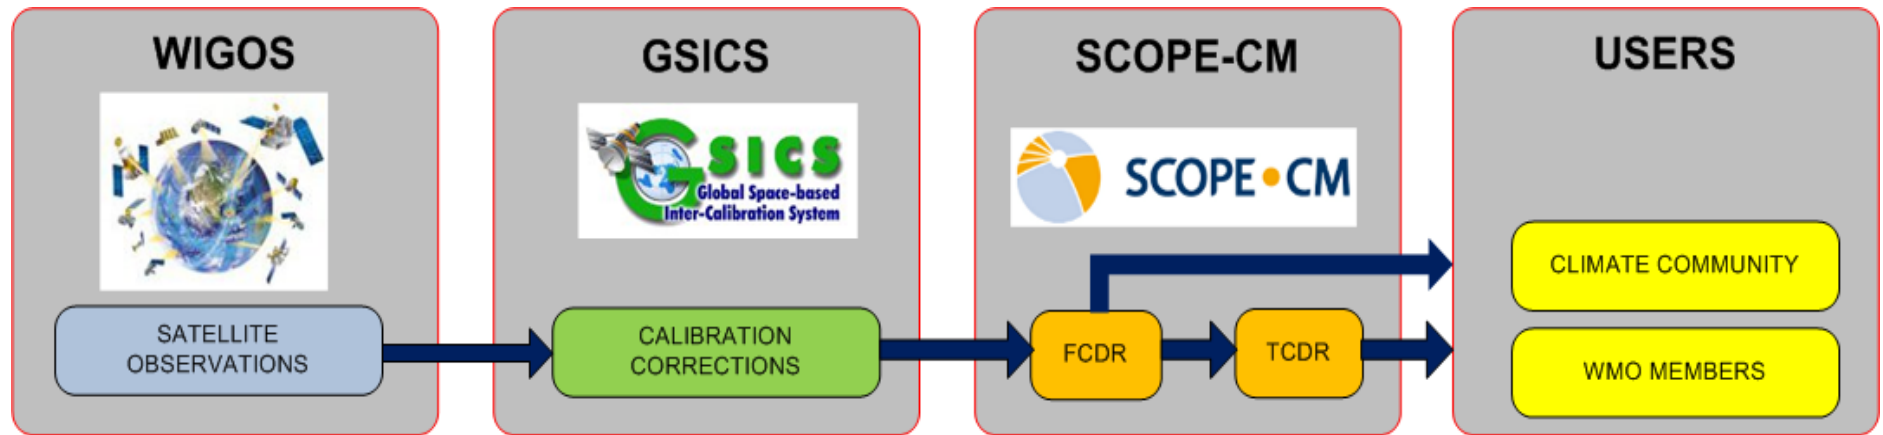 WIGOS
SATELLITE
OBSERVATIONS
GSICS
GSICS
Global Space-based
Inter-Calibration System
CALIBRATION
CORRECTIONS
SCOPE-CM
SCOPE•CM
FCDR
TCDR
USERS
CLIMATE COMMUNITY
WMO MEMBERS